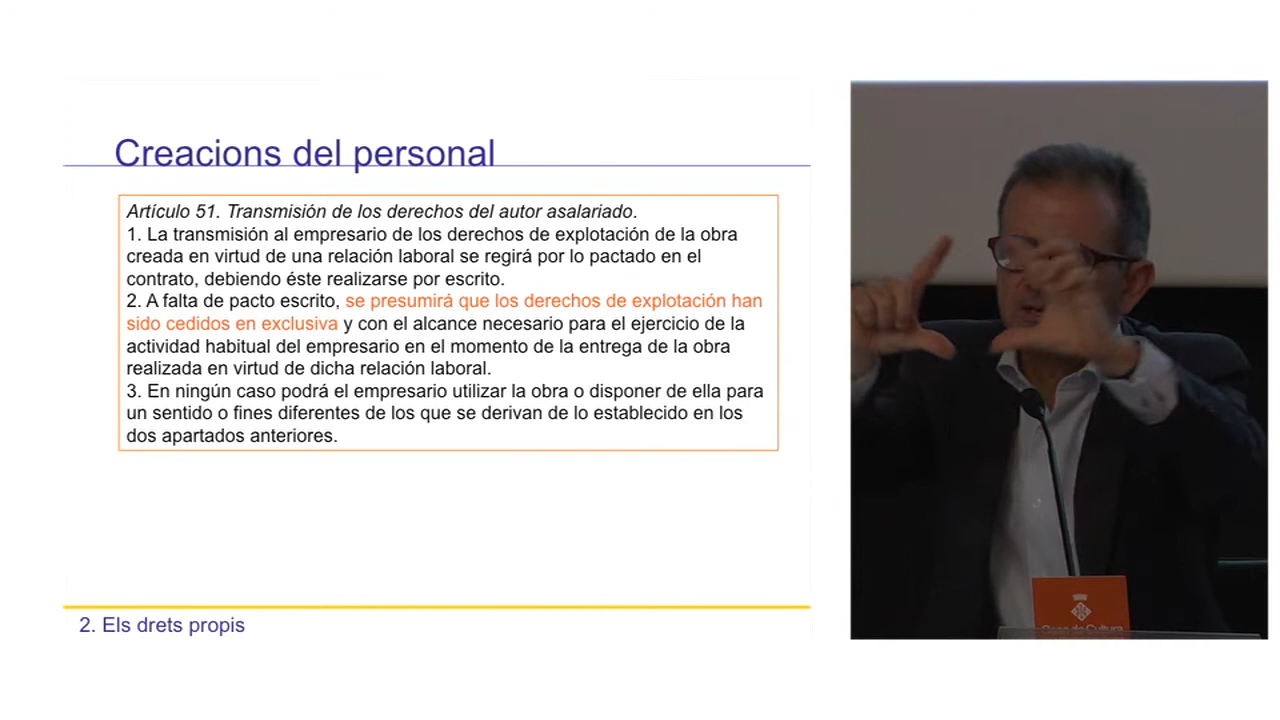 Creacions del personal
Artículo 51. Transmisión de los derechos del autor asalariado.
1. La transmisión al empresario de los derechos de explotación de la obra
creada en virtud de una relación laboral se regirá por lo pactado en el
contrato, debiendo éste realizarse por escrito.
2. A falta de pacto escrito, se presumirá que los derechos de explotación han
sido cedidos en exclusiva y con el alcance necesario para el ejercicio de la
actividad habitual del empresario en el momento de la entrega de la obra
realizada en virtud de dicha relación laboral.
3. En ningún caso podrá el empresario utilizar la obra o disponer de ella para
un sentido o fines diferentes de los que se derivan de lo establecido en los
dos apartados anteriores.
2. Els drets propis
Casa de Cultura